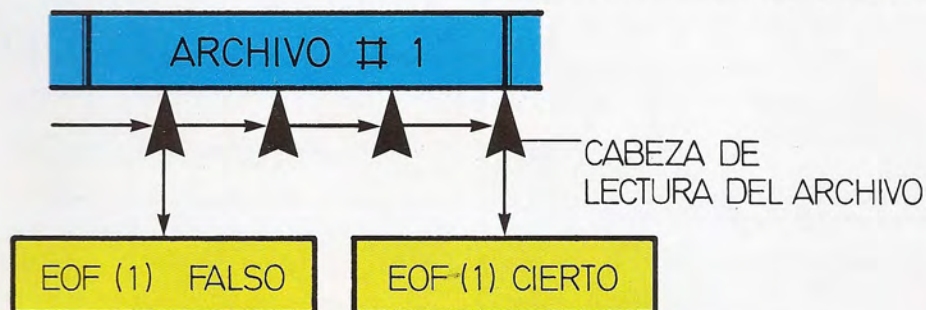 ARCHIVO # 1
CABEZA DE
LECTURA DEL ARCHIVO
EOF (1) FALSO
EOF (1) CIERTO